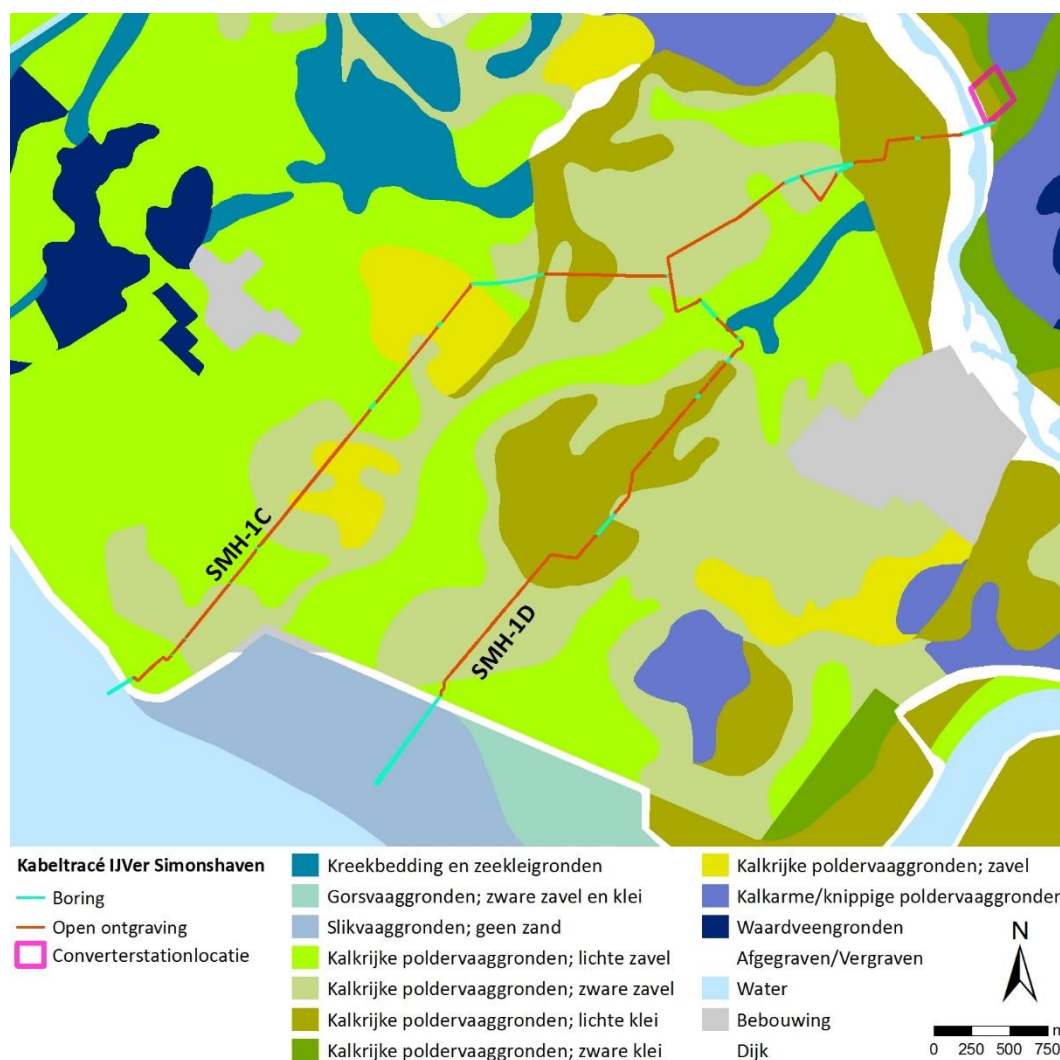 SMH-1C
SMH-1D
Kabeltracé IJVer Simonshaven
Boring
Open ontgraving
Converterstationlocatie
Kreekbedding en zeekleigronden
Gorsvaaggronden; zware zavel en klei
Slikvaaggronden; geen zand
Kalkrijke poldervaaggronden; lichte zavel
Kalkrijke poldervaaggronden; zware zavel
Kalkrijke poldervaaggronden; lichte klei
Kalkrijke poldervaaggronden; zware klei
Kalkrijke poldervaaggronden; zavel
Kalkarme/knippige poldervaaggronden
Waardveengronden
Afgegraven/Vergraven
Water
Bebouwing
Dijk
N
m
0 250 500 750